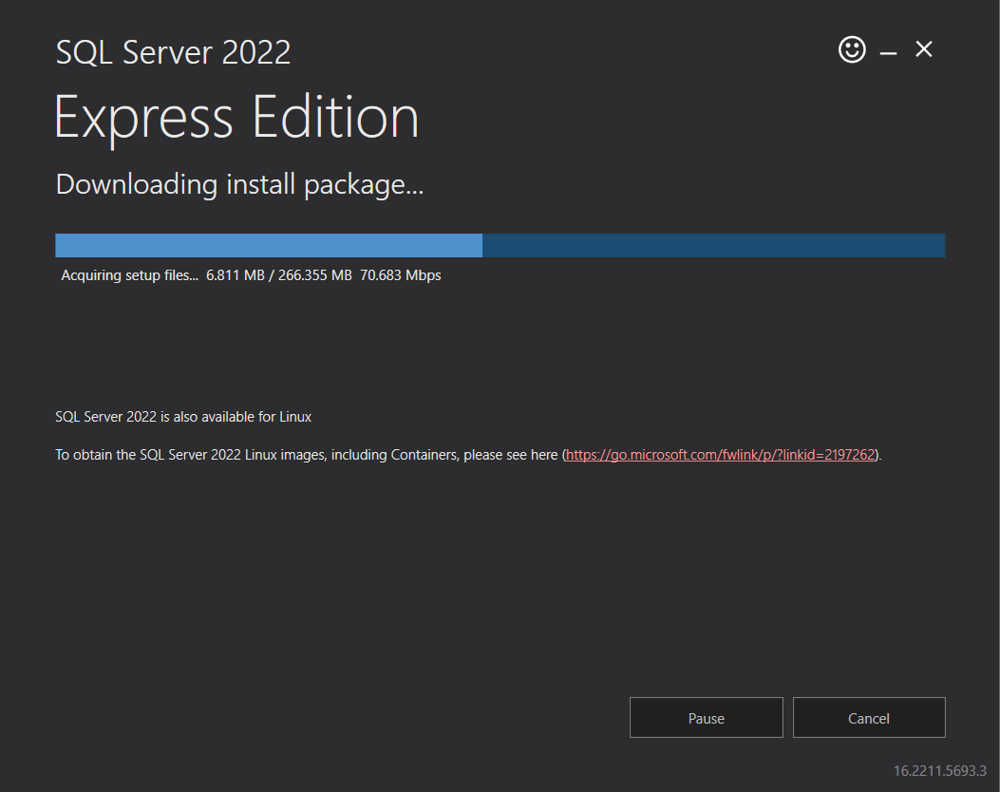 SQL Server 2022
Express Edition
Downloading install package...
Acquiring setup files... 6.811 MB / 266.355 MB 70.683 Mbps
SQL Server 2022 is also available for Linux
To obtain the SQL Server 2022 Linux images, including Containers, please see here (https://go.microsoft.com/fwlink/p/?linkid=2197262).
Pause Cancel
16.2211.5693.3